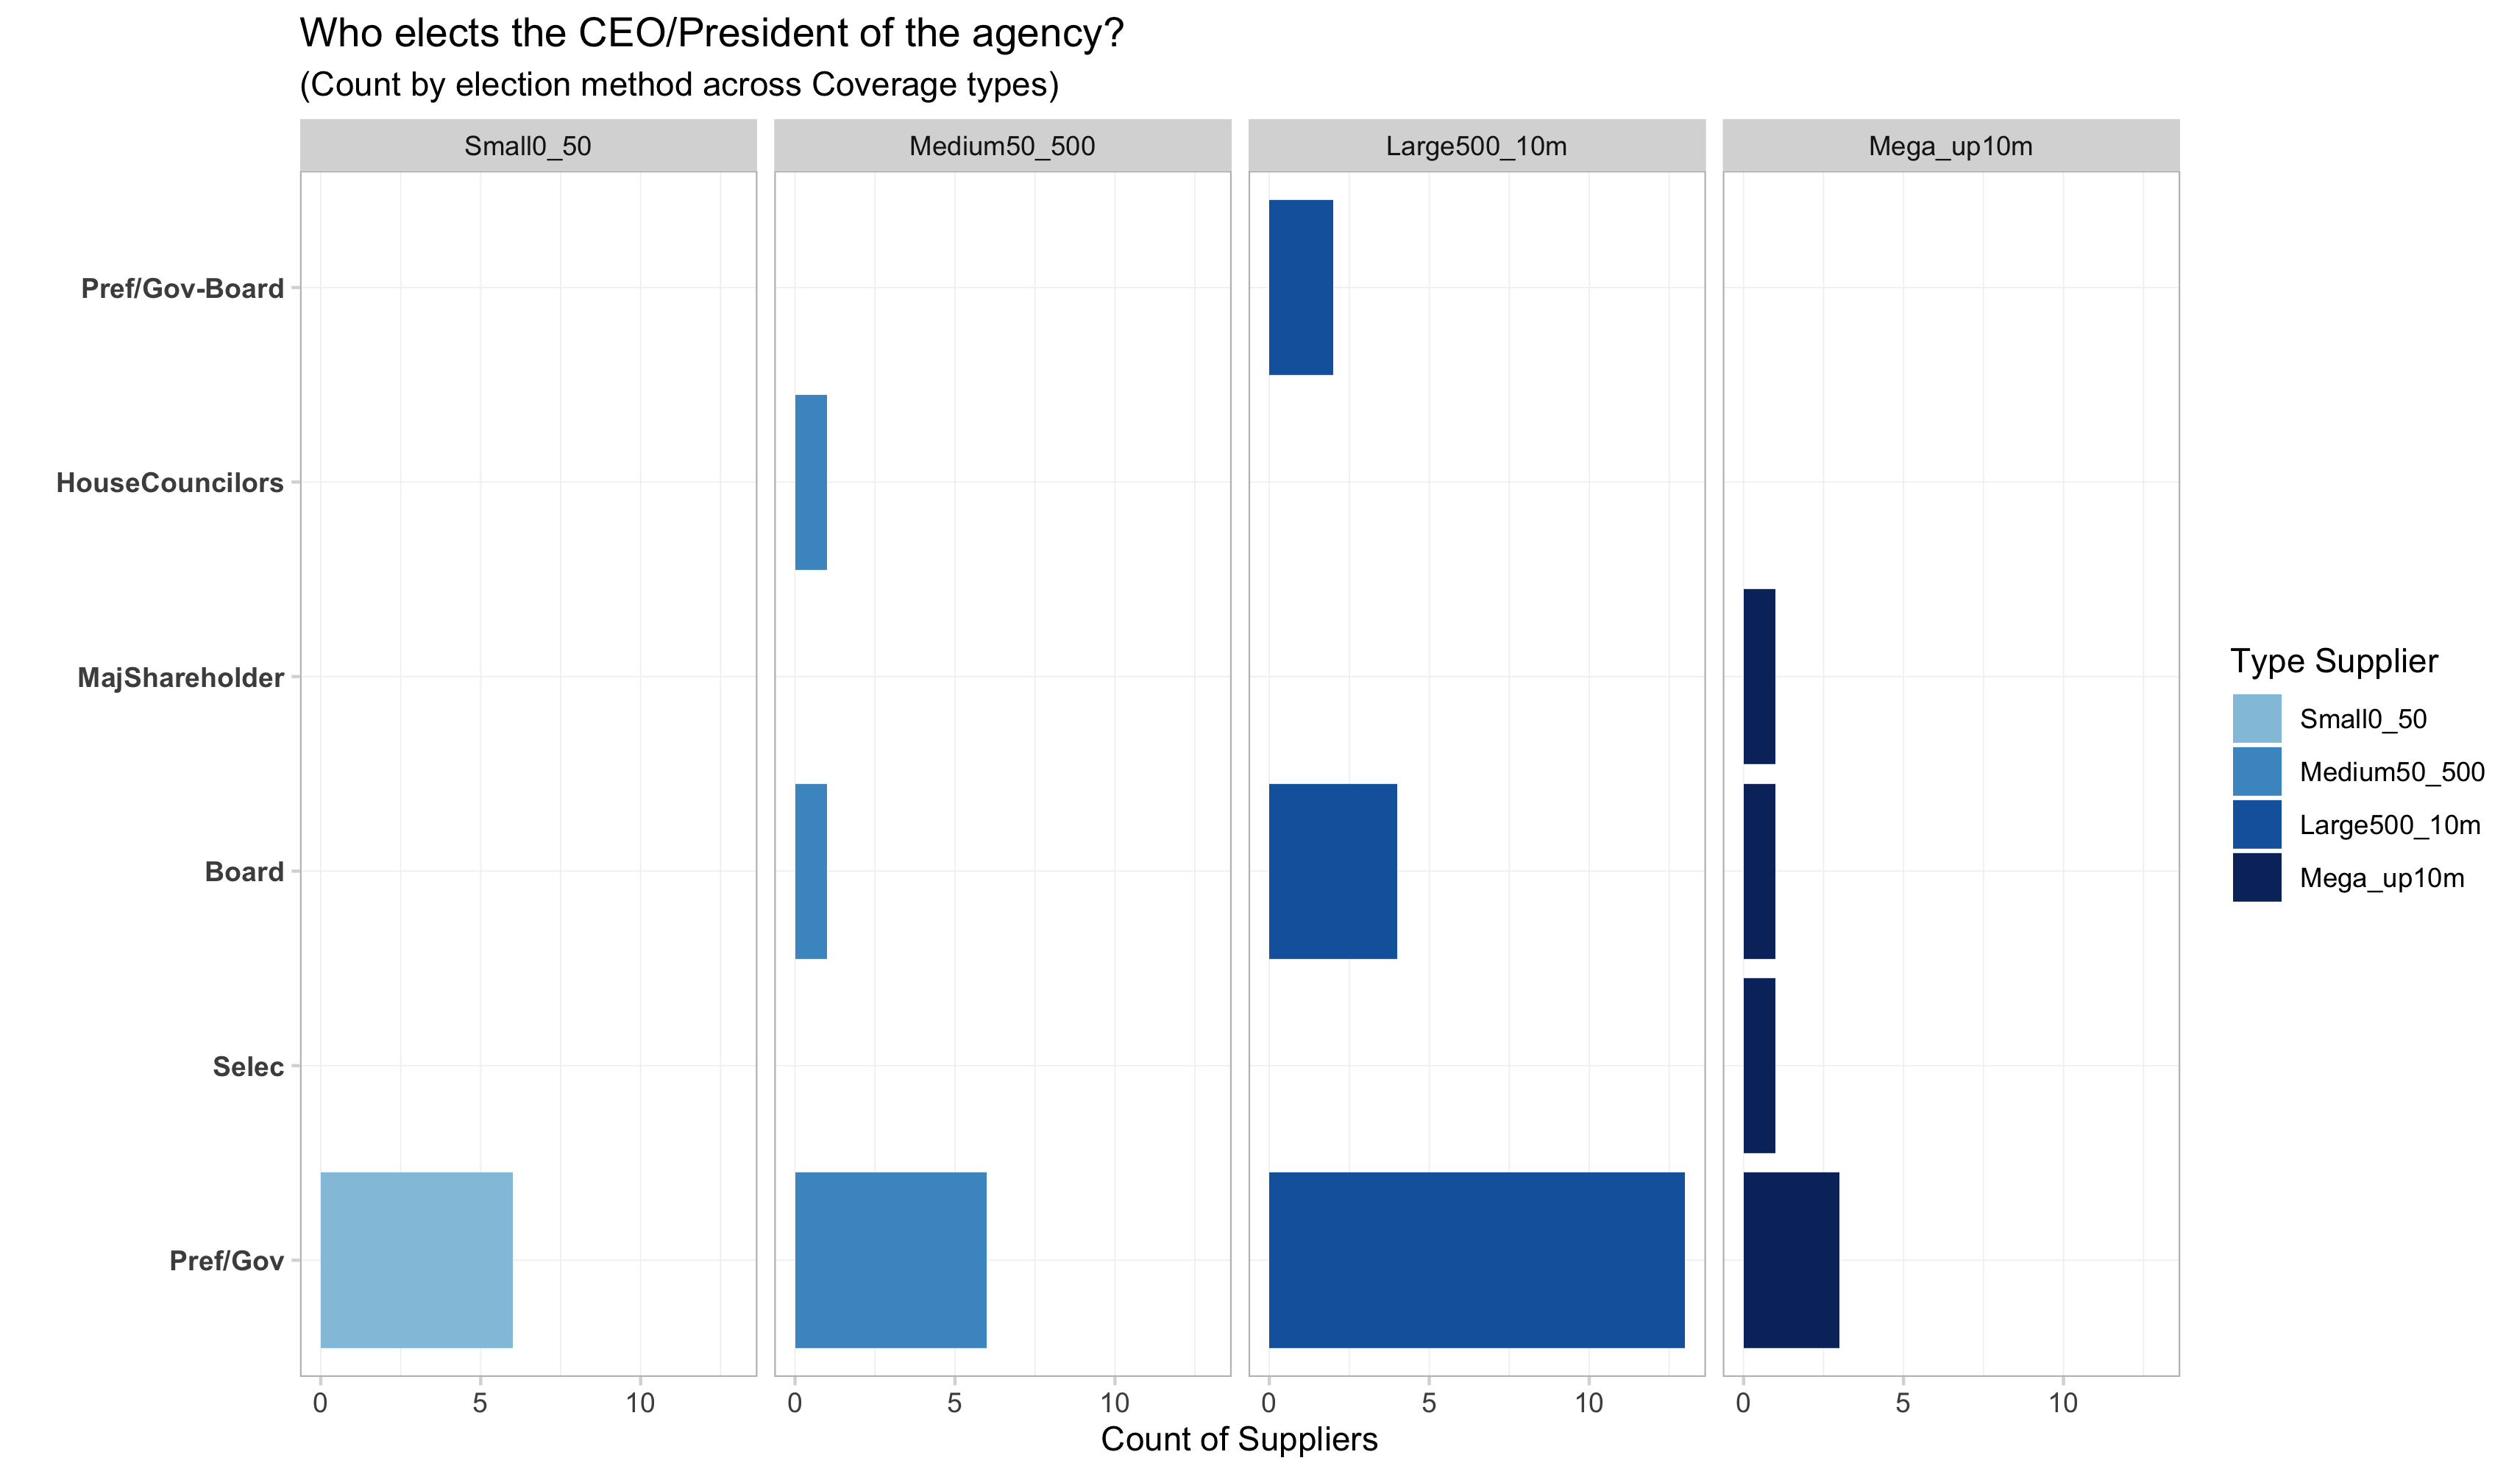 Who elects the CEO/President of the agency?
(Count by election method across Coverage types)
Small0_50
Medium50_500
Large500_10m
Mega_up10m
Pref/Gov-Board
HouseCouncilors
MajShareholder
Board
Selec
Pref/Gov
0 5 10
0 5 10
0 5 10
0 5 10
Count of Suppliers
Type Supplier
Small0_50
Medium50_500
Large500_10m
Mega_up10m